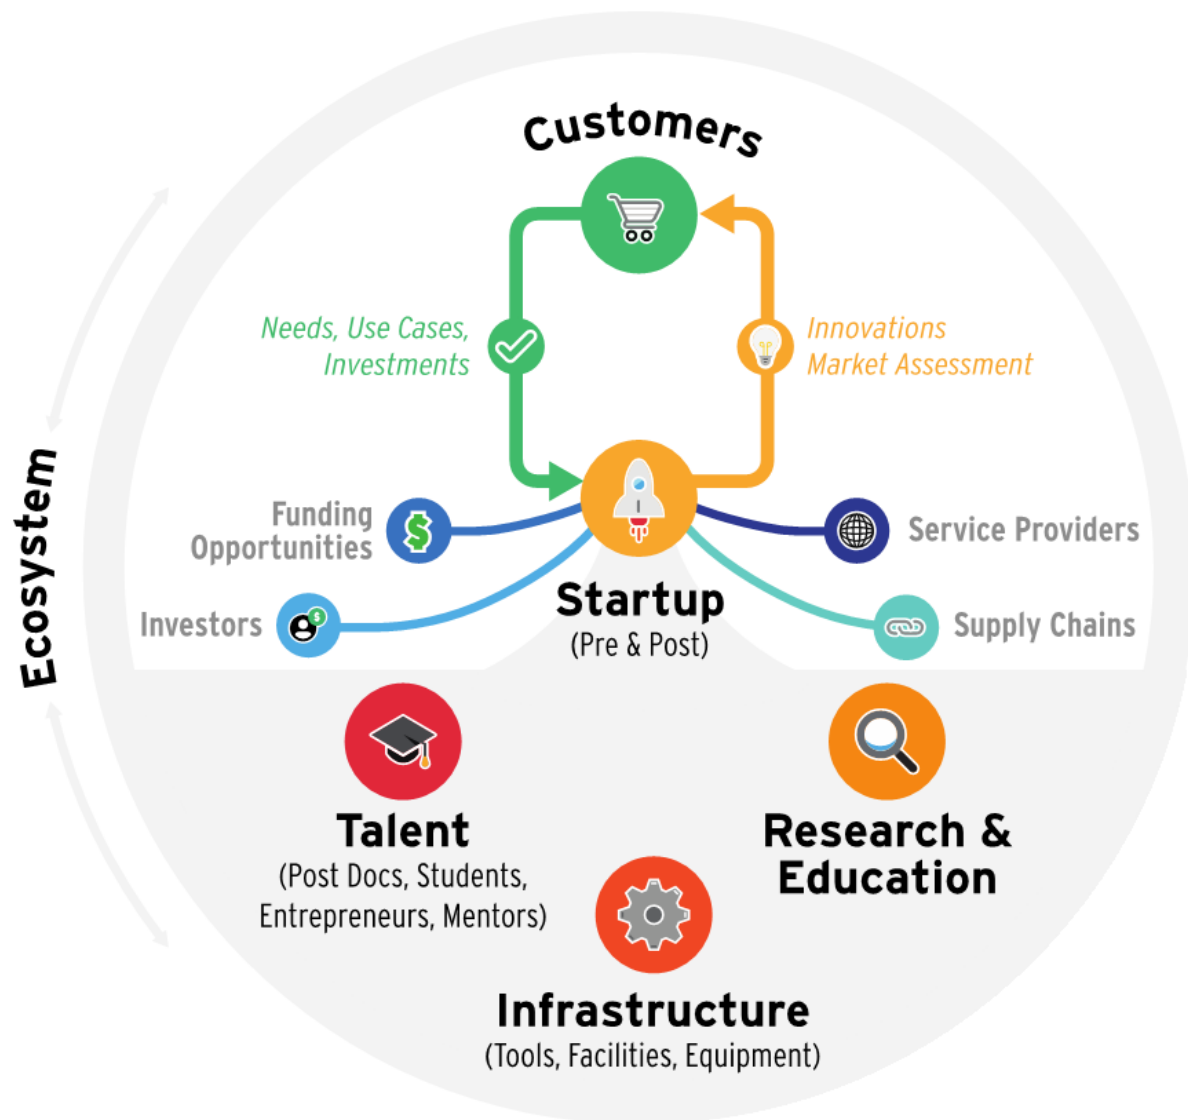 Customers
Needs, Use Cases,
Investments
Innovations
Market Assessment
Ecosystem
Funding
Opportunities
$
Service Providers
Investors
$
Startup
(Pre & Post)
Supply Chains
Talent
(Post Docs, Students,
Entrepreneurs, Mentors)
Research &
Education
Infrastructure
(Tools, Facilities, Equipment)